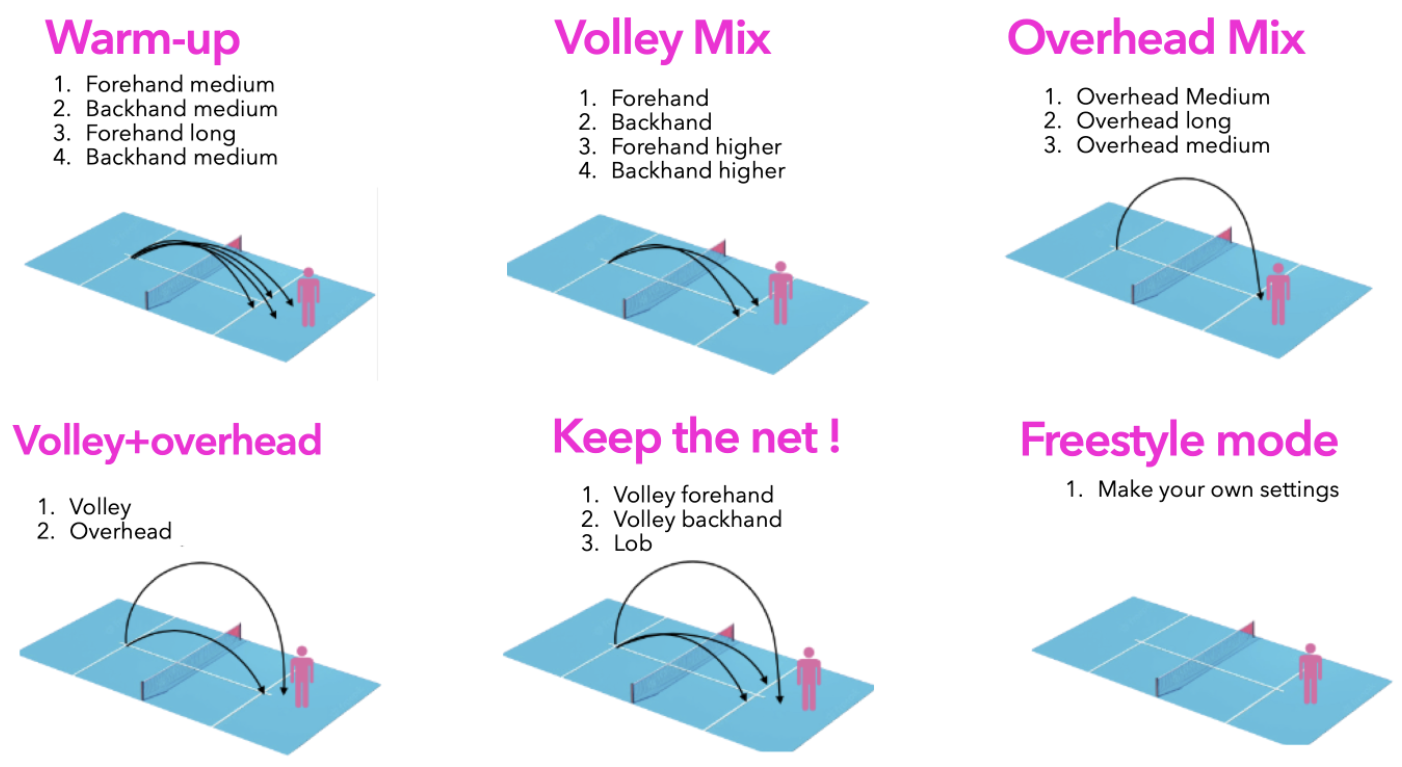 Warm-up
1. Forehand medium
2. Backhand medium
3. Forehand long
4. Backhand medium
Volley Mix
1. Forehand
2. Backhand
3. Forehand higher
4. Backhand higher
Overhead Mix
1. Overhead Medium
2. Overhead long
3. Overhead medium
Volley+overhead
1. Volley
2. Overhead
Keep the net !
1. Volley forehand
2. Volley backhand
3. Lob
Freestyle mode
1. Make your own settings